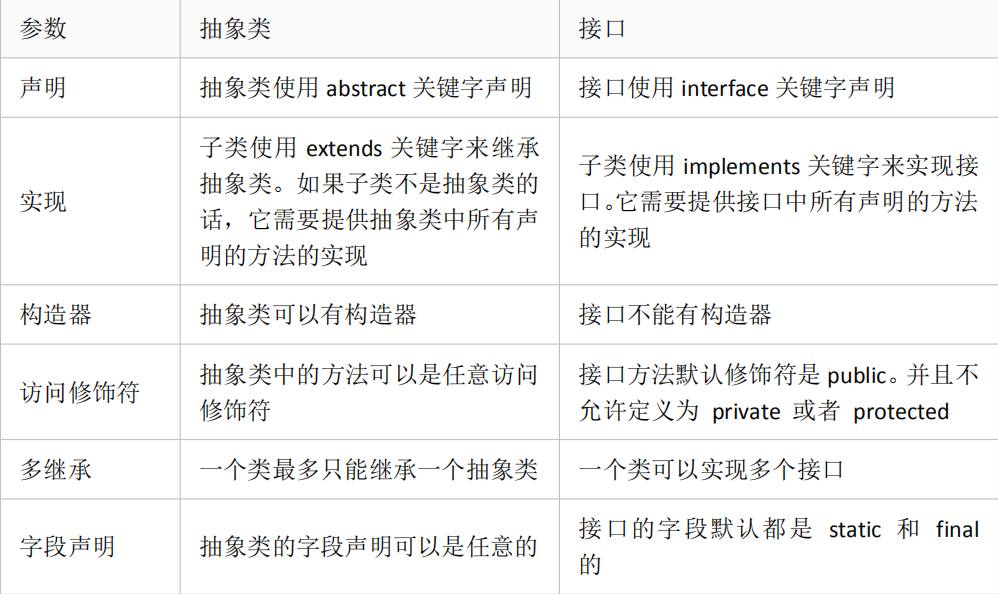 参数
抽象类
接口
声明
抽象类使用 abstract 关键字声明
接口使用 interface 关键字声明
实现
子类使用 extends 关键字来继承
抽象类。如果子类不是抽象类的
话，它需要提供抽象类中所有声
明的方法的实现
子类使用 implements 关键字来实现接
口。它需要提供接口中所有声明的方法
的实现
构造器
抽象类可以有构造器
接口不能有构造器
访问修饰符
抽象类中的方法可以是任意访问
修饰符
接口方法默认修饰符是 public。并且不
允许定义为 private 或者 protected
多继承
一个类最多只能继承一个抽象类
一个类可以实现多个接口
字段声明
抽象类的字段声明可以是任意的
接口的字段默认都是 static 和 final
的